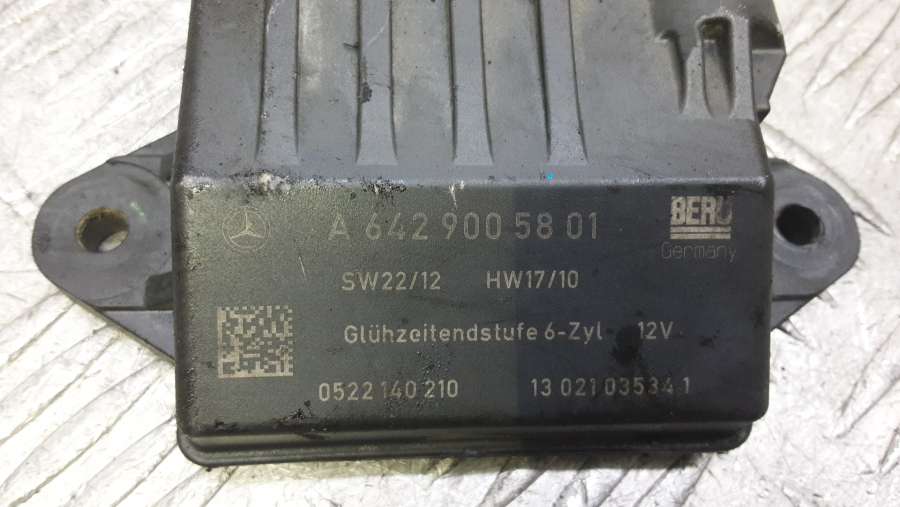 A 642 900 58 01
BERU
Germany
SW22/12 HW17/10
Glühzeitendstufe 6-Zyl 12V
0522 140 210 13 021 03534 1